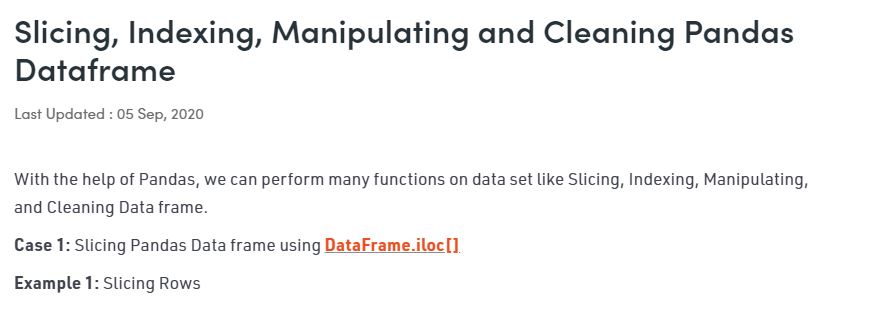 Slicing, Indexing, Manipulating and Cleaning Pandas
Dataframe
Last Updated : 05 Sep, 2020
With the help of Pandas, we can perform many functions on data set like Slicing, Indexing, Manipulating,
and Cleaning Data frame.
Case 1: Slicing Pandas Data frame using DataFrame.iloc[]
Example 1: Slicing Rows